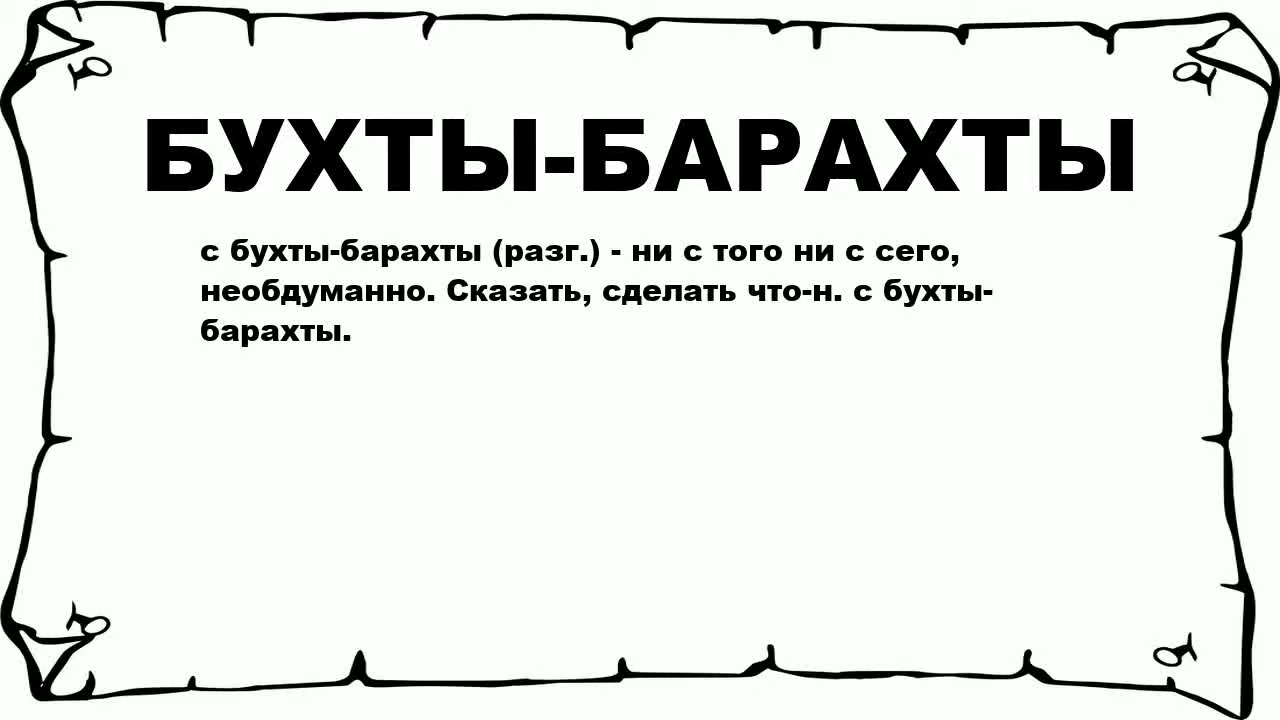 БУХТЫ-БАРАХТЫ
с бухты-барахты (разг.) - ни с того ни с сего,
необдуманно. Сказать, сделать что-н. с бухты-
барахты.